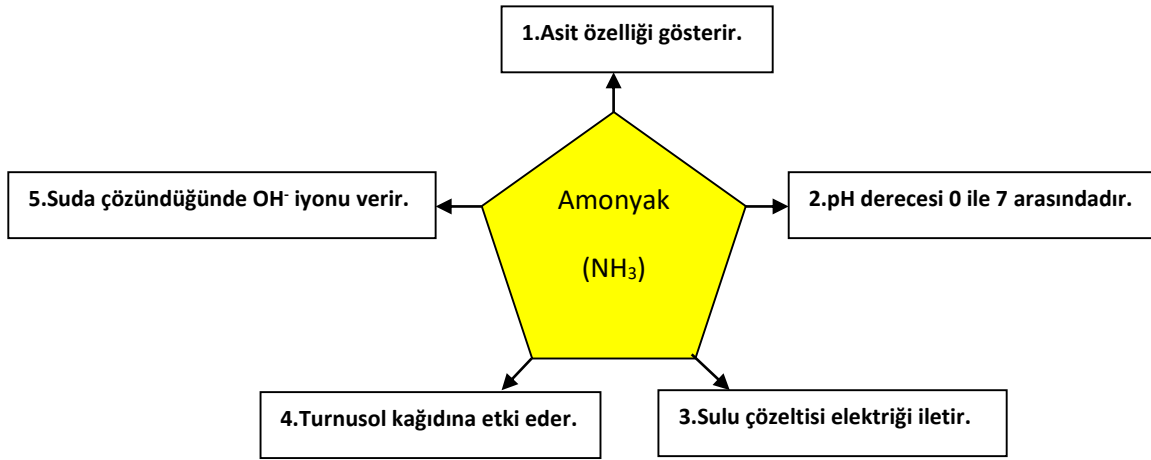 1.Asit özelliği gösterir.
5.Suda çözündüğünde OH⁻ iyonu verir.
Amonyak
(NH₃)
2.pH derecesi 0 ile 7 arasındadır.
4.Turnusol kağıdına etki eder.
3.Sulu çözeltisi elektriği iletir.